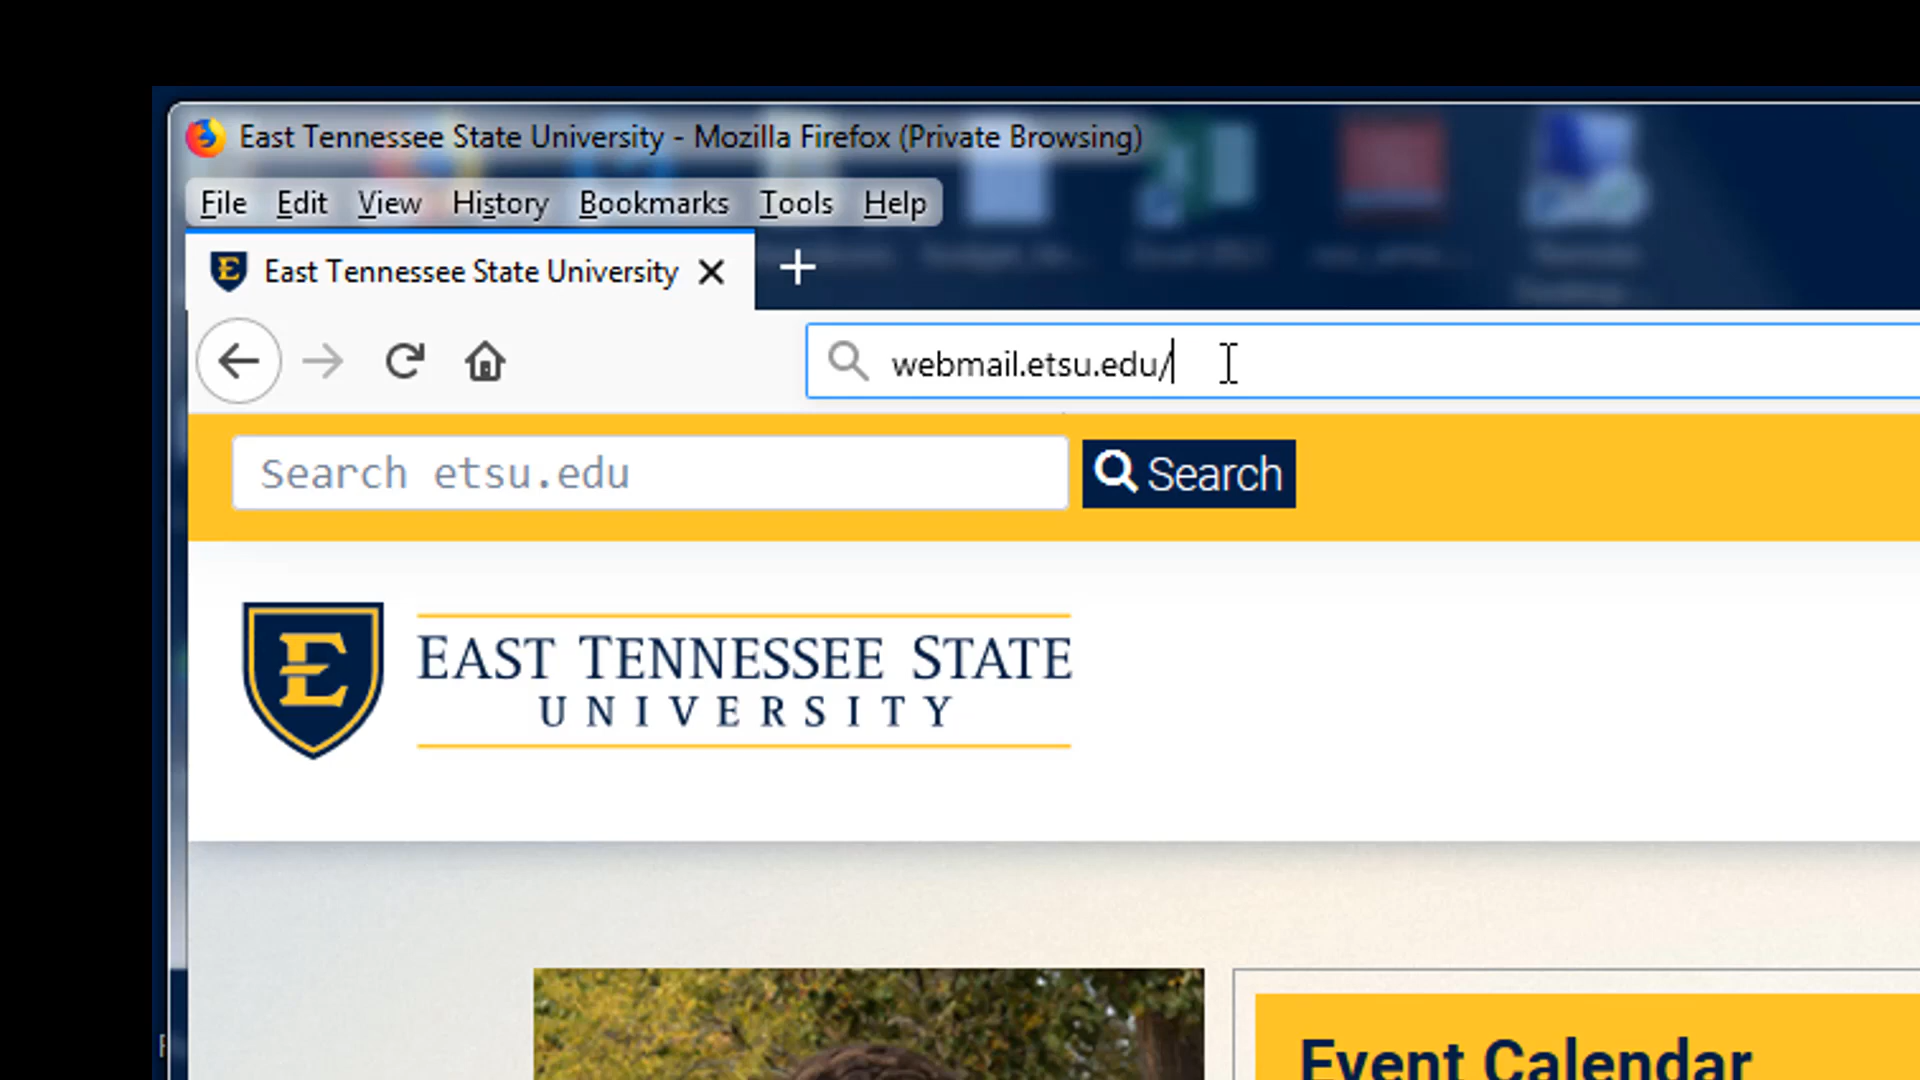 East Tennessee State University - Mozilla Firefox (Private Browsing)
File Edit View History Bookmarks Tools Help
East Tennessee State University
webmail.etsu.edu/
Search etsu.edu
Search
E
EAST TENNESSEE STATE
UNIVERSITY
Event Calendar